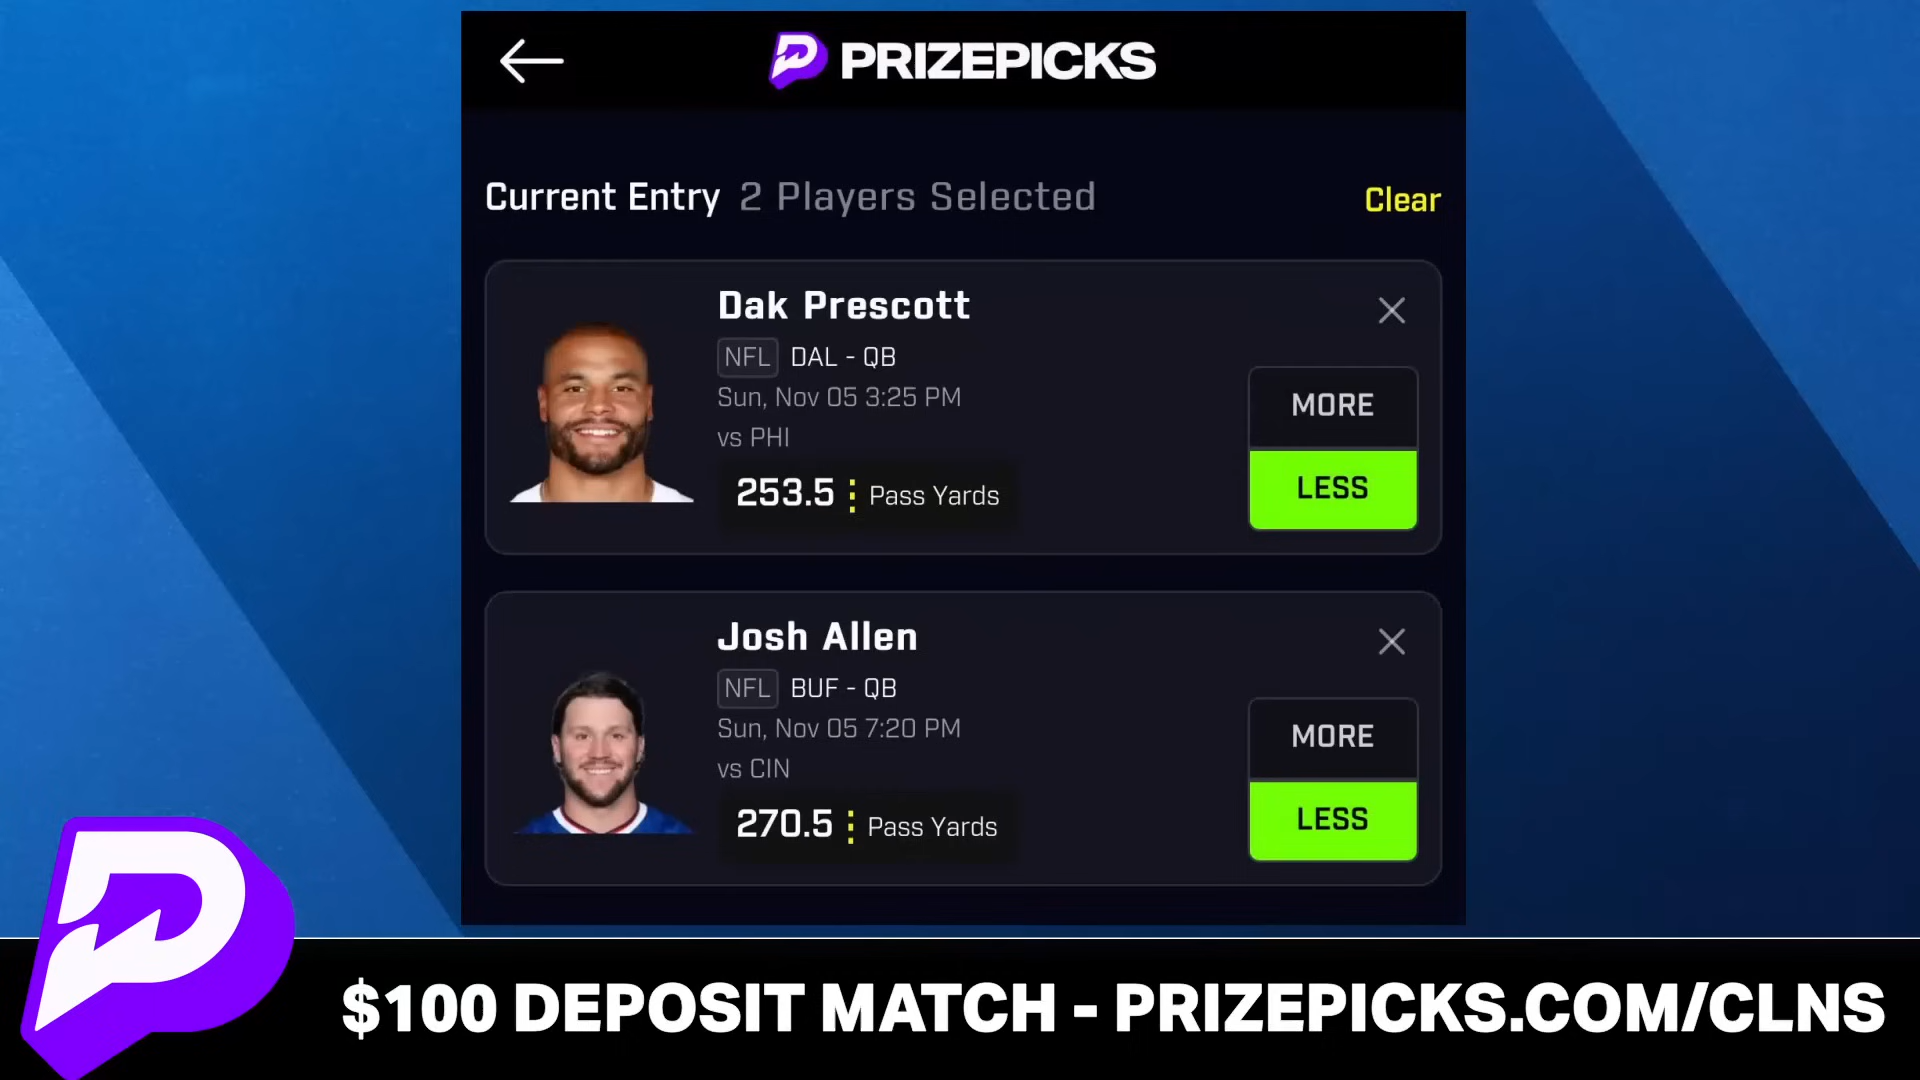 PRIZEPICKS
Current Entry 2 Players Selected Clear
Dak Prescott
NFL DAL - QB
Sun, Nov 05 3:25 PM
vs PHI
253.5 Pass Yards
MORE
LESS
Josh Allen
NFL BUF - QB
Sun, Nov 05 7:20 PM
vs CIN
270.5 Pass Yards
MORE
LESS
$100 DEPOSIT MATCH - PRIZEPICKS.COM/CLNS